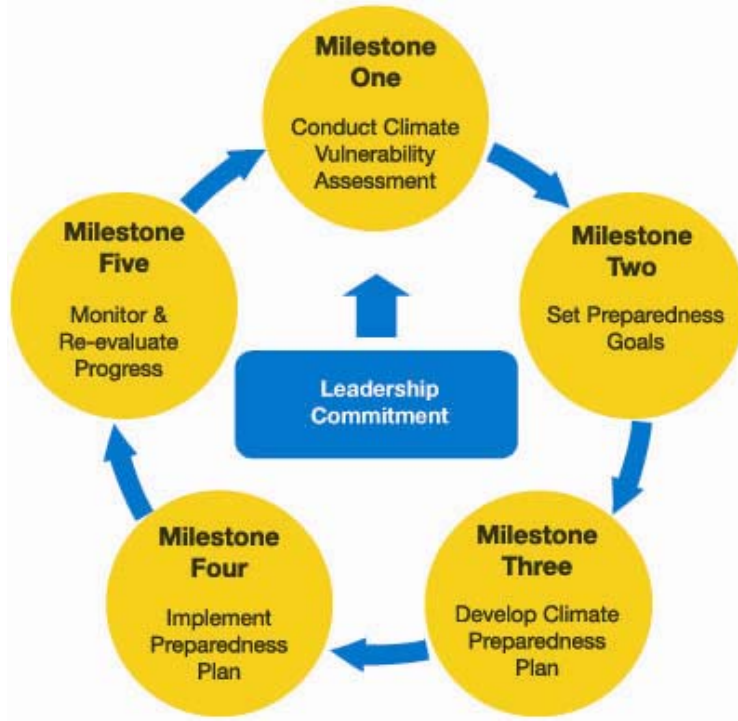 Milestone
One
Conduct Climate
Vulnerability
Assessment
Milestone
Two
Set Preparedness
Goals
Milestone
Three
Develop Climate
Preparedness
Plan
Milestone
Four
Implement
Preparedness
Plan
Milestone
Five
Monitor &
Re-evaluate
Progress
Leadership
Commitment